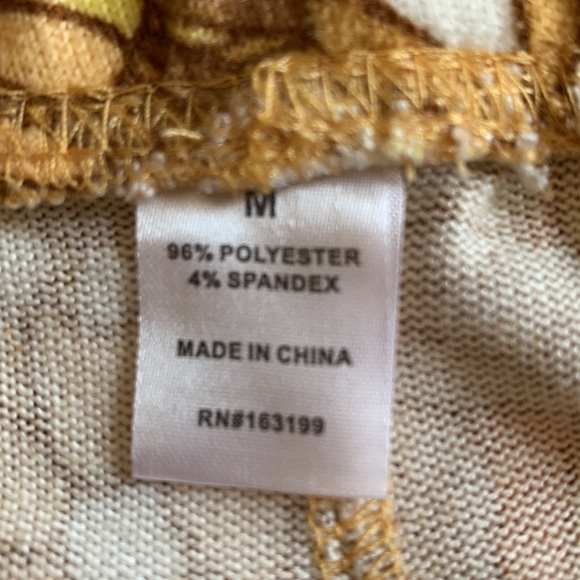 M
96% POLYESTER
4% SPANDEX
MADE IN CHINA
RN#163199